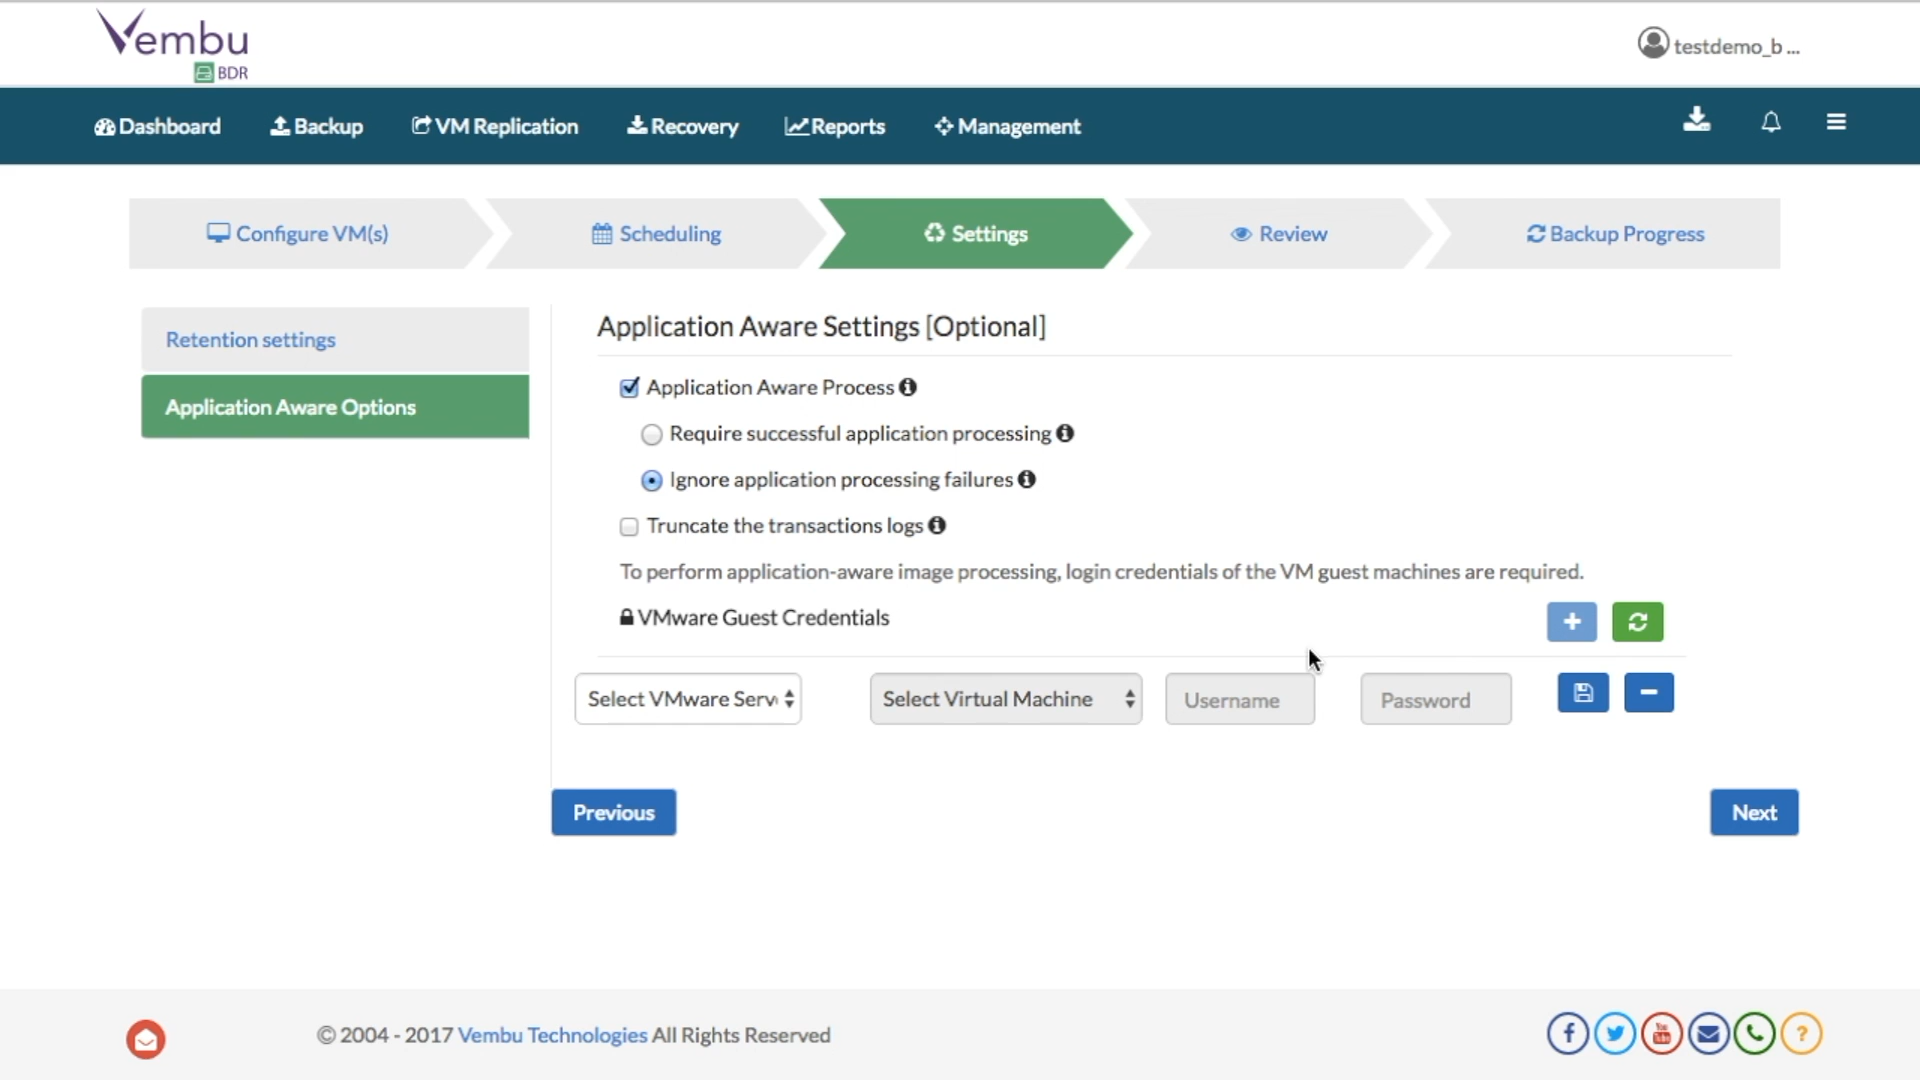 Vembu
BDR
testdemo_b ...
Dashboard
Backup
VM Replication
Recovery
Reports
Management
Configure VM(s)
Scheduling
Settings
Review
Backup Progress
Retention settings
Application Aware Options
Application Aware Settings [Optional]
Application Aware Process
Require successful application processing
Ignore application processing failures
Truncate the transactions logs
To perform application-aware image processing, login credentials of the VM guest machines are required.
VMware Guest Credentials
Select VMware Serv
Select Virtual Machine
Username
Password
Previous
Next
© 2004 - 2017 Vembu Technologies All Rights Reserved